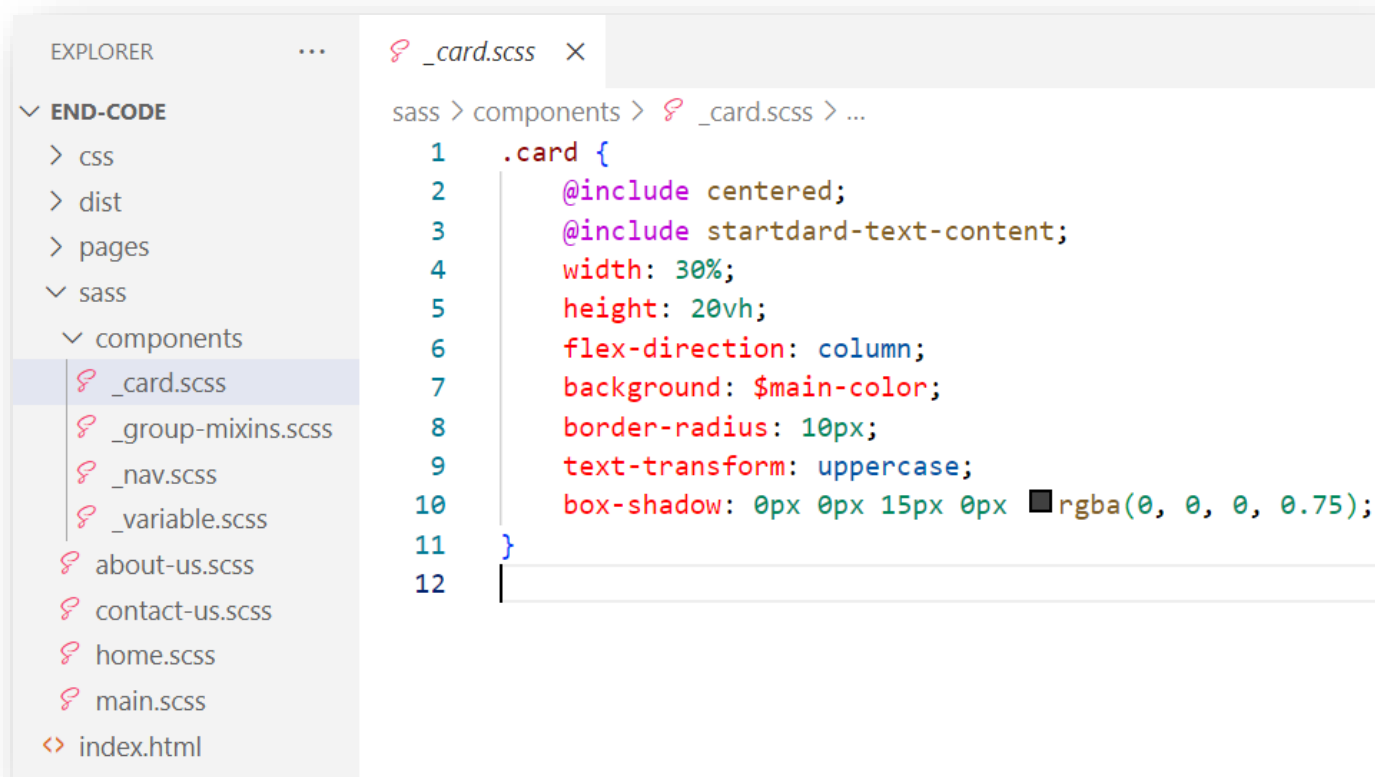 EXPLORER ...
END-CODE
css
dist
pages
sass
components
_card.scss
_group-mixins.scss
_nav.scss
_variable.scss
about-us.scss
contact-us.scss
home.scss
main.scss
index.html
_card.scss
sass > components > _card.scss > ...
1 .card {
2 @include centered;
3 @include startdard-text-content;
4 width: 30%;
5 height: 20vh;
6 flex-direction: column;
7 background: $main-color;
8 border-radius: 10px;
9 text-transform: uppercase;
10 box-shadow: 0px 0px 15px 0px rgba(0, 0, 0, 0.75);
11 }
12